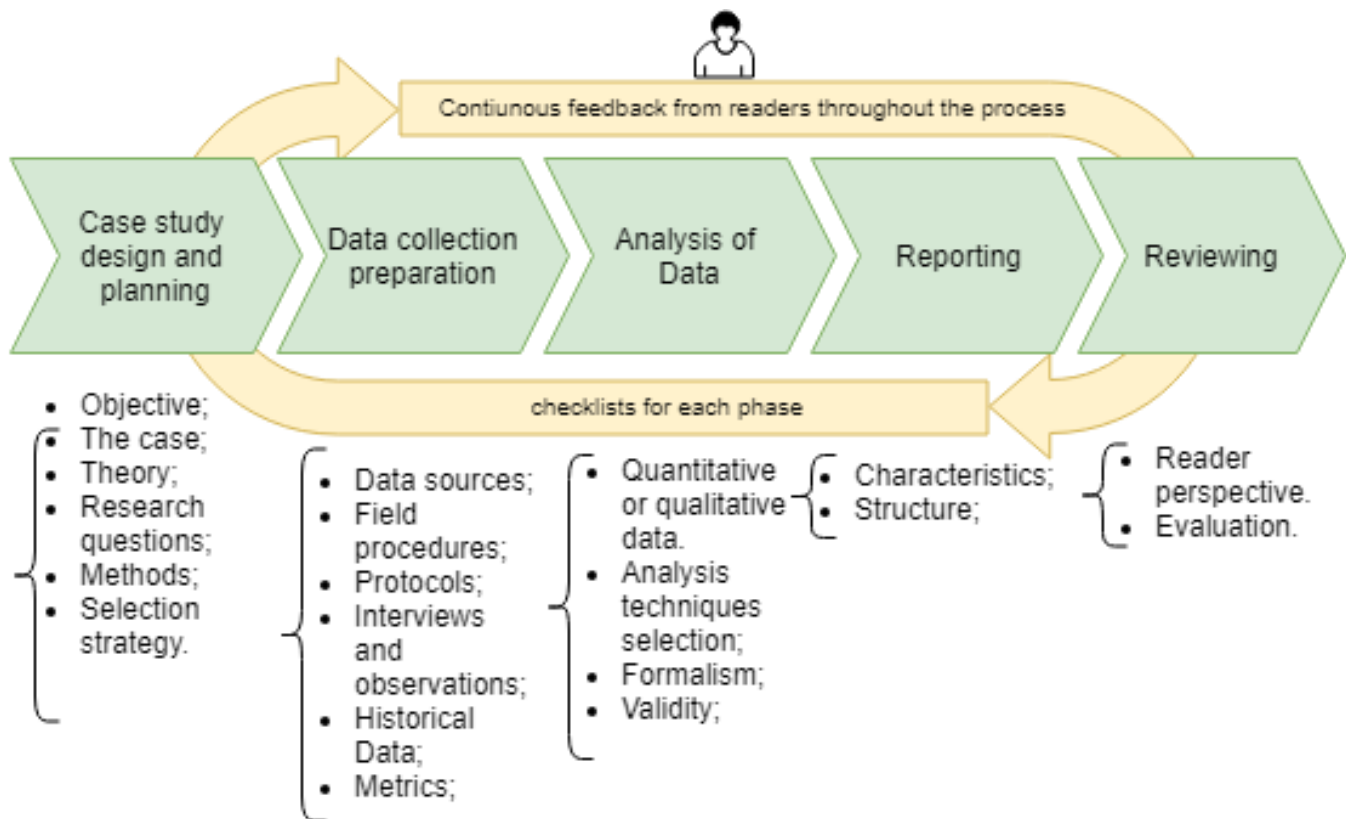 Contiunous feedback from readers throughout the process
Case study
design and
planning
Data collection
preparation
Analysis of
Data
Reporting
Reviewing
checklists for each phase
• Objective;
• The case;
• Theory;
• Research
questions;
• Methods;
• Selection
strategy.
• Data sources;
• Field
procedures;
• Protocols;
• Interviews
and
observations;
• Historical
Data;
• Metrics;
• Quantitative
or qualitative
data.
• Analysis
techniques
selection;
• Formalism;
• Validity;
• Characteristics;
• Structure;
• Reader
perspective.
• Evaluation.